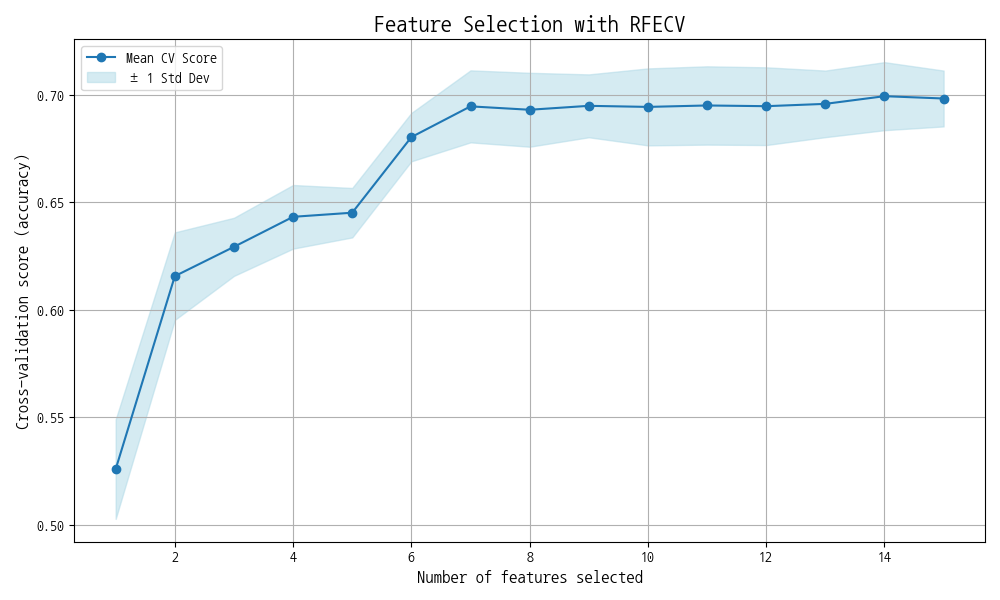 Feature Selection with RFECV
Mean CV Score
± 1 Std Dev
Cross-validation score (accuracy)
0.70
0.65
0.60
0.55
0.50
2 4 6 8 10 12 14
Number of features selected